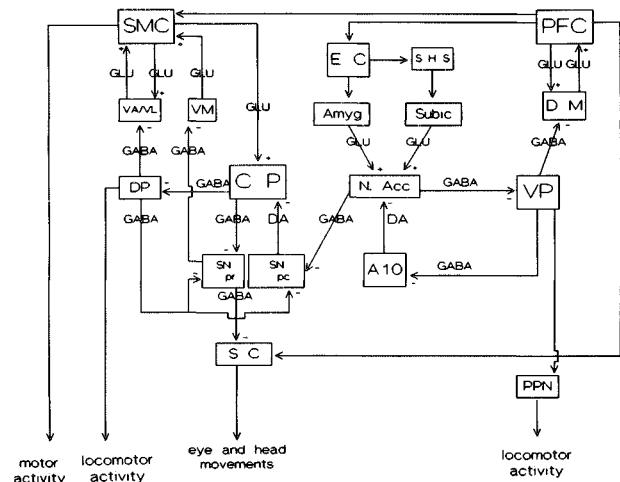 SMC
PFC
E C
S H S
GLU
GLU
GLU
GLU
GLU
GLU
VA/VL
VM
Amyg
Subic
D M
GLU
GLU
GABA
GABA
GABA
DP
GABA
C P
N. Acc
GABA
VP
GABA
GABA
DA
GABA
DA
SN pr
SN pc
A10
GABA
GABA
S C
PPN
motor activity
locomotor activity
eye and head movements
locomotor activity